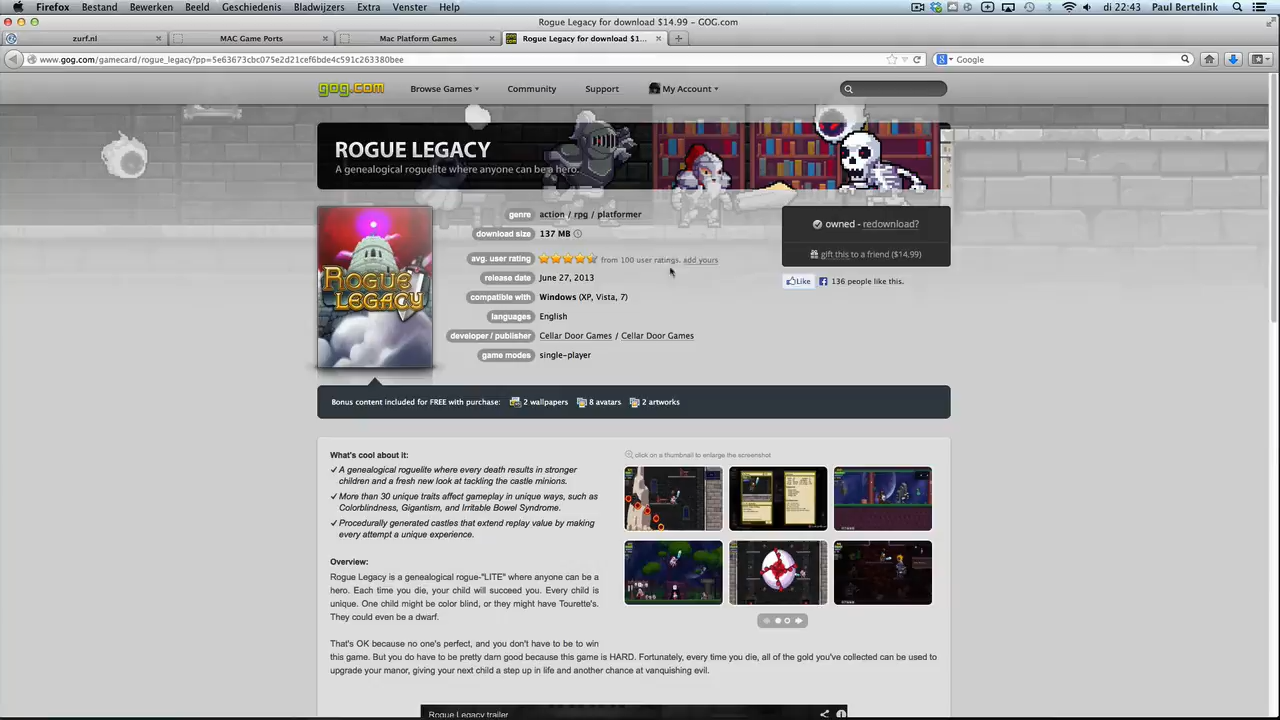 Firefox Bestand Bewerken Beeld Geschiedenis Bladwijzers Extra Venster Help di 22:43 Paul Bertelink
Rogue Legacy for download $14.99 – GOG.com
zurf.nl MAC Game Ports Mac Platform Games Rogue Legacy for download $1...
www.gog.com/gamecard/rogue_legacy?pp=5e63673cbc075e2d21cef6bde4c591c263380bee Google
gog.com Browse Games Community Support My Account
ROGUE LEGACY
A genealogical roguelite where anyone can be a hero.
ROGUE LEGACY
genre action / rpg / platformer
download size 137 MB
avg. user rating from 100 user ratings. add yours
release date June 27, 2013
compatible with Windows (XP, Vista, 7)
languages English
developer / publisher Cellar Door Games / Cellar Door Games
game modes single-player
owned - redownload?
gift this to a friend ($14.99)
Like 136 people like this.
Bonus content included for FREE with purchase: 2 wallpapers 8 avatars 2 artworks
What's cool about it:
A genealogical roguelite where every death results in stronger
children and a fresh new look at tackling the castle minions.
More than 30 unique traits affect gameplay in unique ways, such as
Colorblindness, Gigantism, and Irritable Bowel Syndrome.
Procedurally generated castles that extend replay value by making
every attempt a unique experience.
click on a thumbnail to enlarge the screenshot
Overview:
Rogue Legacy is a genealogical rogue-"LITE" where anyone can be a
hero. Each time you die, your child will succeed you. Every child is
unique. One child might be color blind, or they might have Tourette's.
They could even be a dwarf.
That's OK because no one's perfect, and you don't have to be to win
this game. But you do have to be pretty darn good because this game is HARD. Fortunately, every time you die, all of the gold you've collected can be used to
upgrade your manor, giving your next child a step up in life and another chance at vanquishing evil.
Rogue Legacy trailer